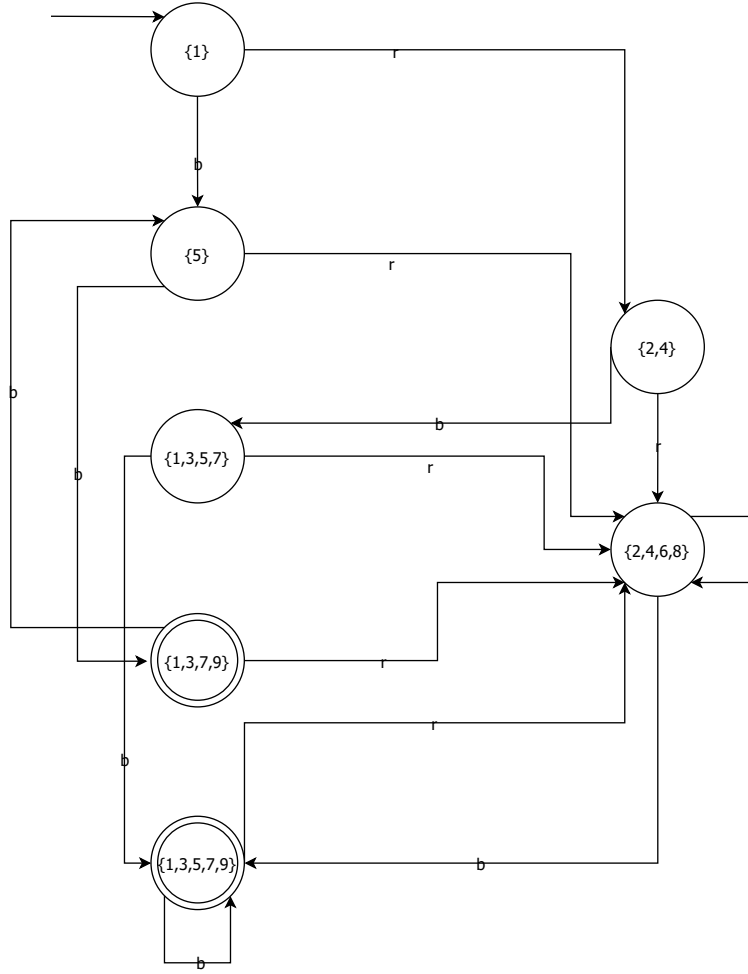 {1}
r
b
{5}
r
{2,4}
b
b
r
{1,3,5,7}
r
b
{2,4,6,8}
{1,3,7,9}
r
r
b
{1,3,5,7,9}
b
b